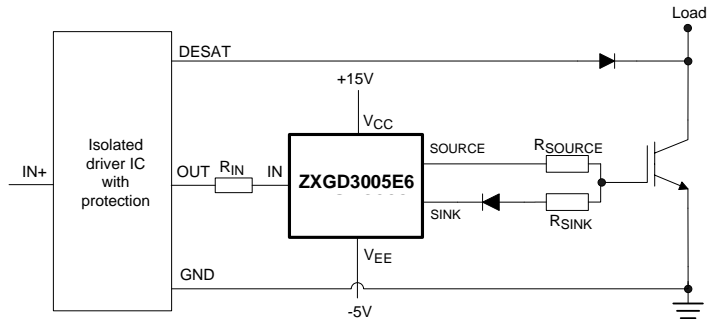 Load
DESAT
+15V
VCC
Isolated
driver IC
with
protection
IN+
OUT
RIN
IN
ZXGD3005E6
SOURCE
RSOURCE
SINK
RSINK
VEE
GND
-5V